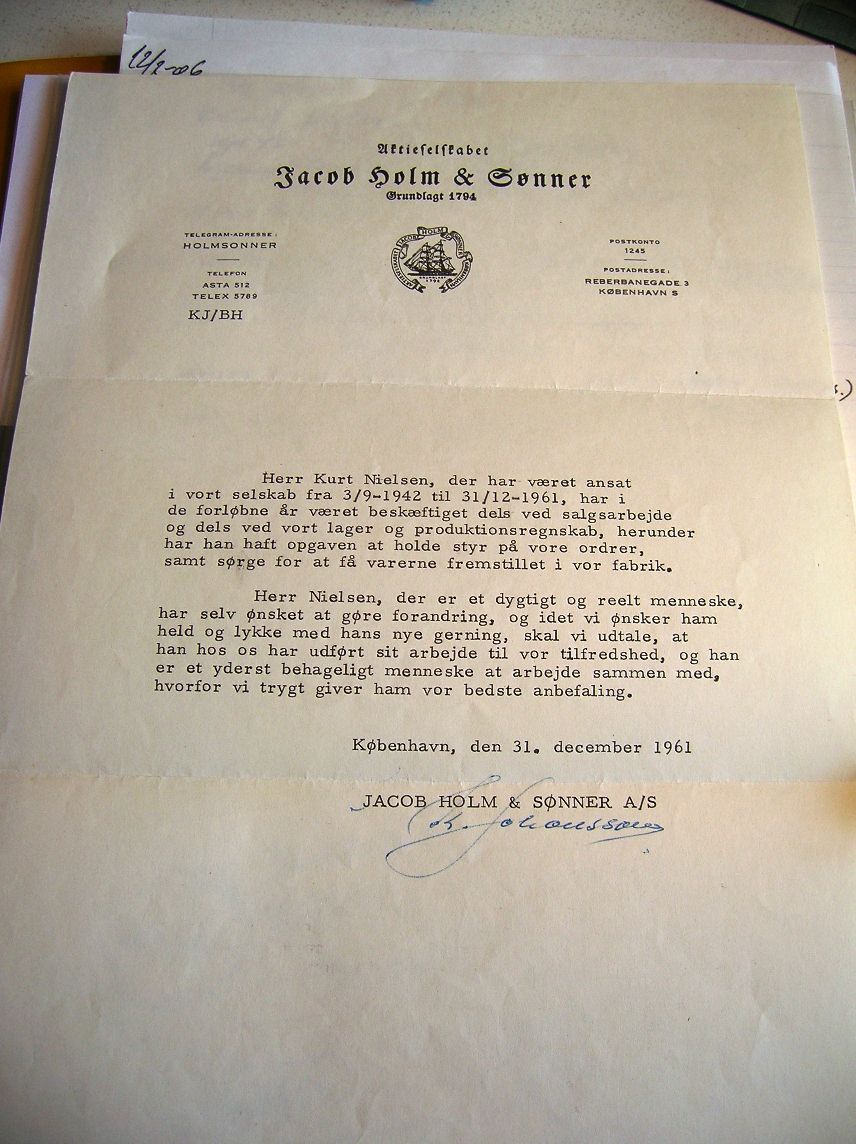 12/2-06
Aktieselskabet
Jacob Holm & Sønner
Grundlagt 1794
TELEGRAM-ADRESSE:
HOLMSONNER
TELEFON
ASTA 512
TELEX 5789
KJ/BH
JACOB HOLM & SØNNER
GRUNDLAGT
1794
POSTKONTO
1245
POSTADRESSE:
REBERBANEGADE 3
KØBENHAVN S
Herr Kurt Nielsen, der har været ansat
i vort selskab fra 3/9-1942 til 31/12-1961, har i
de forløbne år været beskæftiget dels ved salgsarbejde
og dels ved vort lager og produktionsregnskab, herunder
har han haft opgaven at holde styr på vore ordrer,
samt sørge for at få varerne fremstillet i vor fabrik.
Herr Nielsen, der er et dygtigt og reelt menneske,
har selv ønsket at gøre forandring, og idet vi ønsker ham
held og lykke med hans nye gerning, skal vi udtale, at
han hos os har udført sit arbejde til vor tilfredshed, og han
er et yderst behageligt menneske at arbejde sammen med,
hvorfor vi trygt giver ham vor bedste anbefaling.
København, den 31. december 1961
JACOB HOLM & SØNNER A/S
K. Johansson